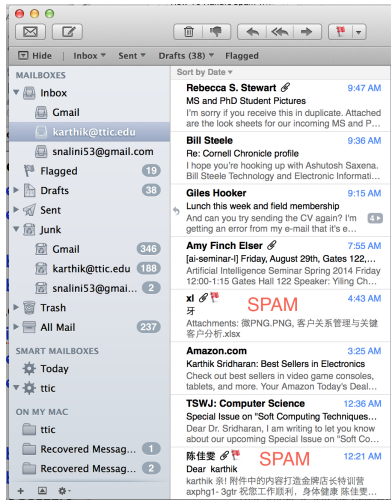 Hide Inbox Sent Drafts (38) Flagged
MAILBOXES
Inbox
Gmail
karthik@ttic.edu
snalini53@gmail.com
Flagged 19
Drafts 38
Sent
Junk
Gmail 346
karthik@ttic.edu 188
snalini53@gmai... 2
Trash
All Mail 237
SMART MAILBOXES
Today
ttic
ON MY MAC
ttic
Recovered Messag... 1
Recovered Messag... 2
Sort by Date
Rebecca S. Stewart 9:47 AM
MS and PhD Student Pictures
I'm sorry if you receive this in duplicate. Attached
are the look sheets for our incoming MS and P...
Bill Steele 9:36 AM
Re: Cornell Chronicle profile
I hope you're hooking up with Ashutosh Saxena.
Bill Steele Technology and Electronic Informati...
Giles Hooker 9:15 AM
Lunch this week and field membership
And can you try sending the CV again? I'm 4
getting an error from my e-mail that it's e...
Amy Finch Elser 7:55 AM
[ai-seminar-l] Friday, August 29th, Gates 122,...
Artificial Intelligence Seminar Spring 2014 Friday
12:00-1:15 Gates Hall 122 Speaker: Yiling Ch...
xl SPAM 4:43 AM
牙
Attachments: 微PNG.PNG, 客户关系管理与关键
客户分析.xlsx
Amazon.com 3:25 AM
Karthik Sridharan: Best Sellers in Electronics
Check out best sellers in video game consoles,
tablets, and more. Your Amazon Today's Deal...
TSWJ: Computer Science 12:36 AM
Special Issue on "Soft Computing Techniques...
Dear Dr. Sridharan, I am writing to let you know
about our upcoming Special Issue on "Soft Co...
陈佳雯 SPAM 12:21 AM
Dear karthik
karthik 亲! 附件中的内容打造金牌店长特训营
axphg1- 3gtr 祝您工作顺利，身体健康 陈佳雯...